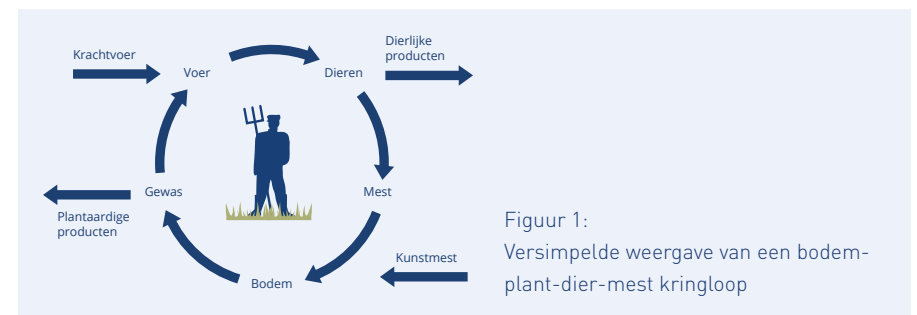 Krachtvoer
Voer
Dieren
Dierlijke
producten
Gewas
Mest
Plantaardige
producten
Kunstmest
Bodem
Figuur 1:
Versimpelde weergave van een bodem-
plant-dier-mest kringloop